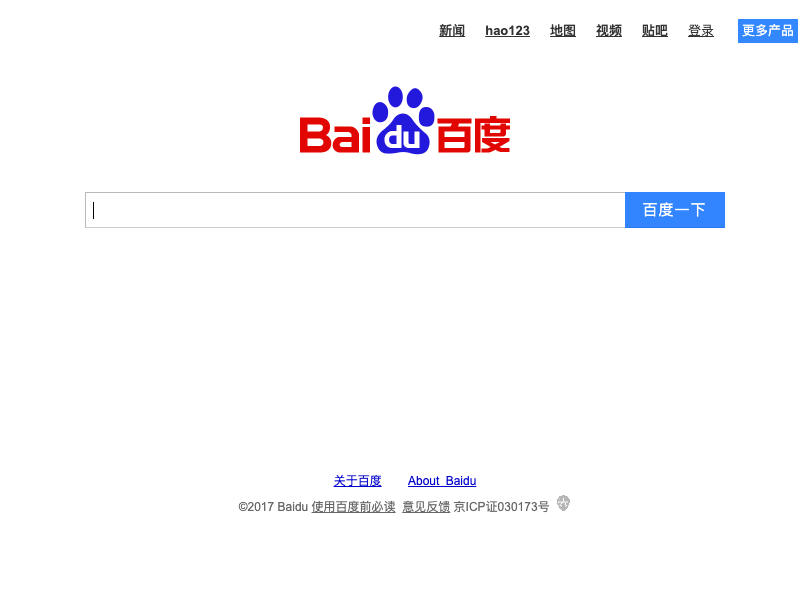 新闻 hao123 地图 视频 贴吧 登录 更多产品
Bai du 百度
百度一下
关于百度 About Baidu
©2017 Baidu 使用百度前必读 意见反馈 京ICP证030173号